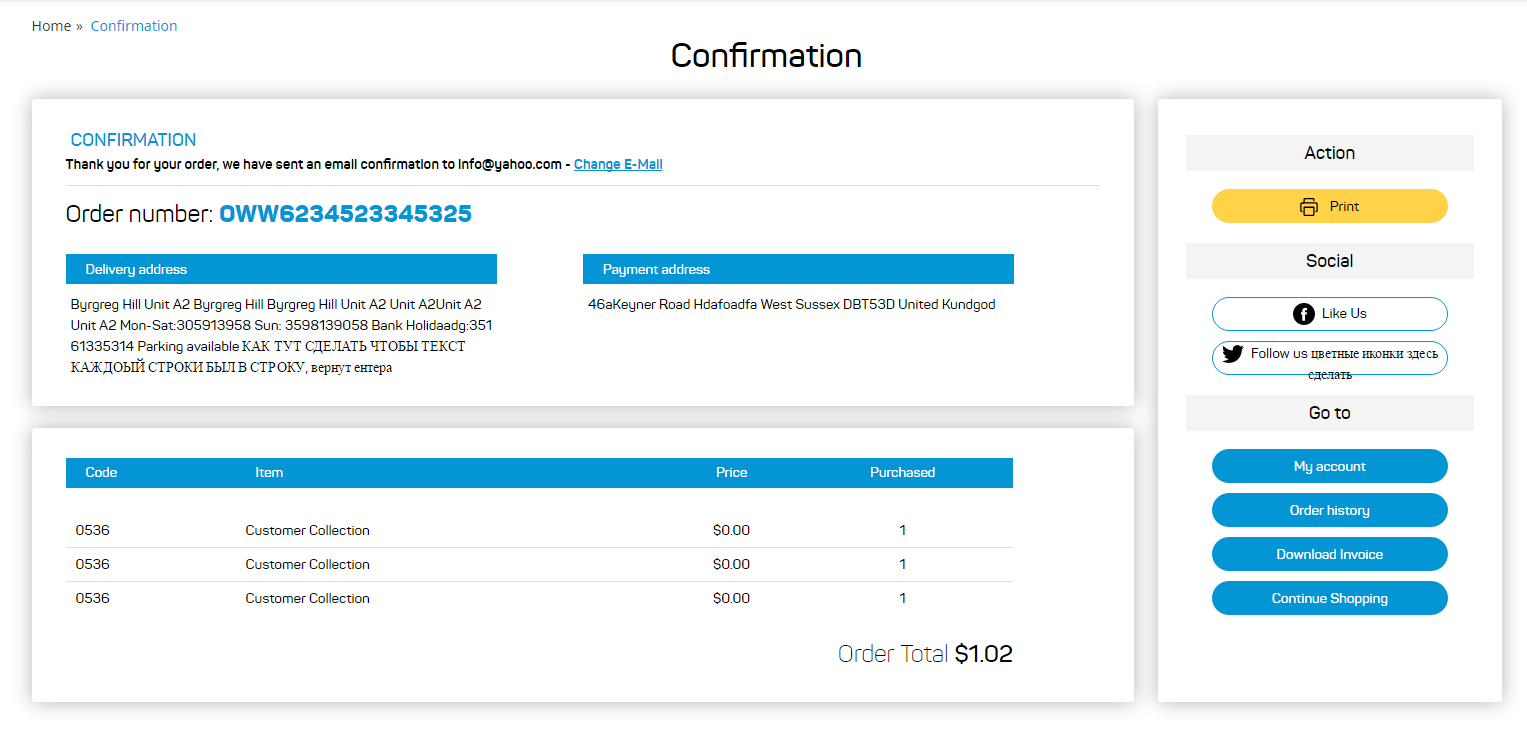 Home » Confirmation
Confirmation
CONFIRMATION
Thank you for your order, we have sent an email confirmation to info@yahoo.com - Change E-Mail
Order number: OWW6234523345325
Delivery address
Byrgreg Hill Unit A2 Byrgreg Hill Byrgreg Hill Unit A2 Unit A2Unit A2
Unit A2 Mon-Sat:305913958 Sun: 3598139058 Bank Holidaadg:351
61335314 Parking available КАК ТУТ СДЕЛАТЬ ЧТОБЫ ТЕКСТ
КАЖДОЫЙ СТРОКИ БЫЛ В СТРОКУ, вернут ентера
Payment address
46aKeyner Road Hdafoadfa West Sussex DBT53D United Kundgod
Code Item Price Purchased
0536 Customer Collection $0.00 1
0536 Customer Collection $0.00 1
0536 Customer Collection $0.00 1
Order Total $1.02
Action
Print
Social
Like Us
Follow us цветные иконки здесь
сделать
Go to
My account
Order history
Download Invoice
Continue Shopping